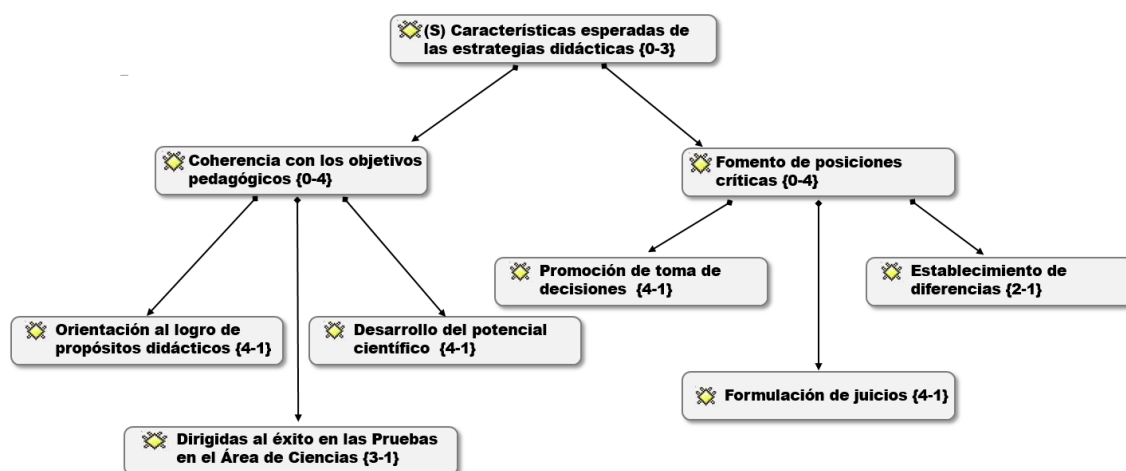 (S) Características esperadas de
las estrategias didácticas {0-3}
Coherencia con los objetivos
pedagógicos {0-4}
Fomento de posiciones
críticas {0-4}
Promoción de toma de
decisiones {4-1}
Establecimiento de
diferencias {2-1}
Orientación al logro de
propósitos didácticos {4-1}
Desarrollo del potencial
científico {4-1}
Formulación de juicios {4-1}
Dirigidas al éxito en las Pruebas
en el Área de Ciencias {3-1}